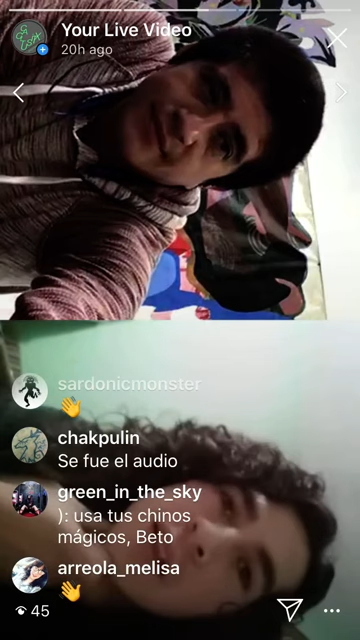 Your Live Video
20h ago
sardonicmonster
👋
chakpulin
Se fue el audio
green_in_the_sky
): usa tus chinos
mágicos, Beto
arreola_melisa
👋
45